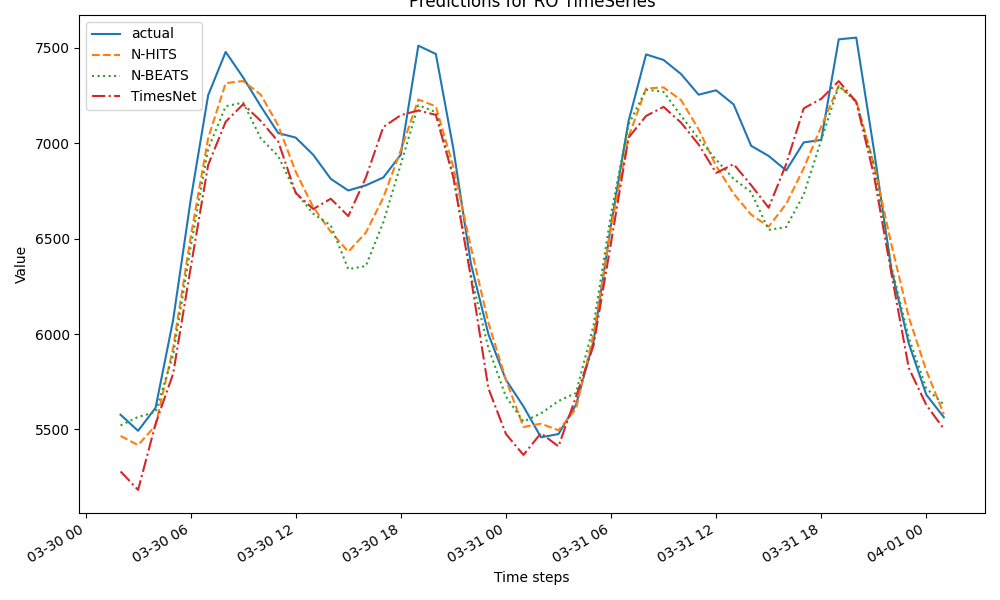 Predictions for RO TimeSeries
actual
N-HITS
N-BEATS
TimesNet
Value
7500
7000
6500
6000
5500
03-30 00
03-30 06
03-30 12
03-30 18
03-31 00
03-31 06
03-31 12
03-31 18
04-01 00
Time steps